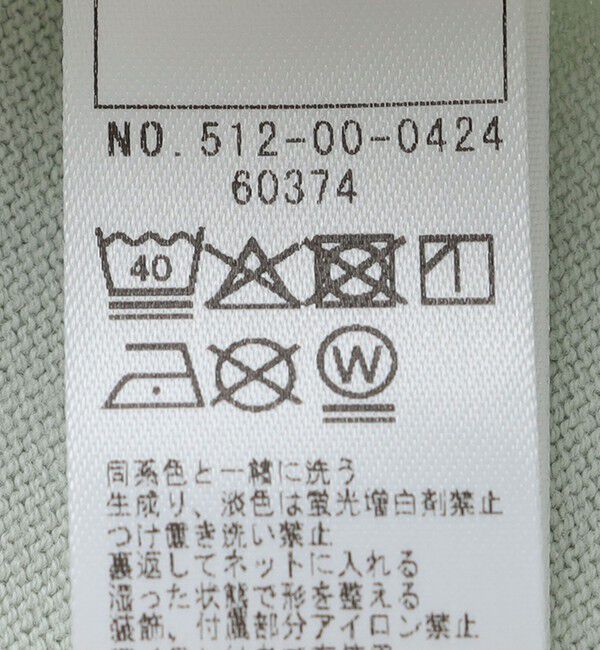 NO. 512-00-0424
60374
40
W
同系色と一緒に洗う
生成り、淡色は蛍光増白剤禁止
つけ置き洗い禁止
裏返してネットに入れる
湿った状態で形を整える
装飾、付属部分アイロン禁止